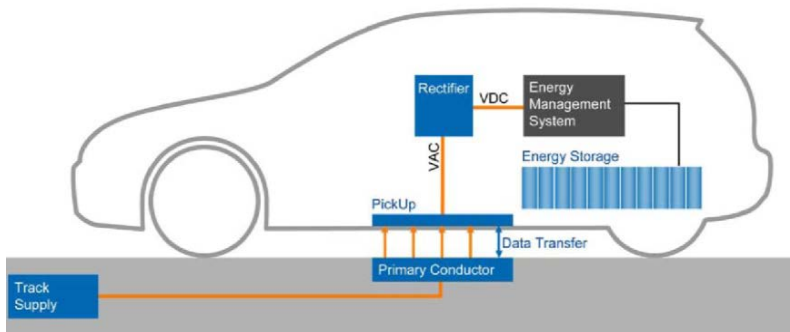 Rectifier
VDC
Energy
Management
System
VAC
Energy Storage
PickUp
Data Transfer
Primary Conductor
Track
Supply